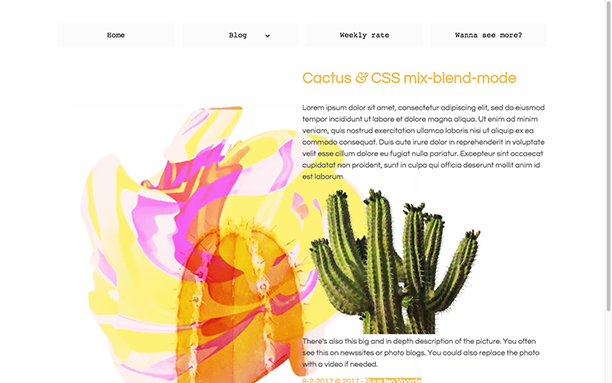 Home
Blog
Weekly rate
Wanna see more?
Cactus & CSS mix-blend-mode
Lorem ipsum dolor sit amet, consectetur adipiscing elit, sed do eiusmod
tempor incididunt ut labore et dolore magna aliqua. Ut enim ad minim
veniam, quis nostrud exercitation ullamco laboris nisi ut aliquip ex ea
commodo consequat. Duis aute irure dolor in reprehenderit in voluptate
velit esse cillum dolore eu fugiat nulla pariatur. Excepteur sint occaecat
cupidatat non proident, sunt in culpa qui officia deserunt mollit anim id
est laborum
There's also this big and in depth description of the picture. You often
see this on newssites or photo blogs. You could also replace the photo
with a video if needed.
8-2-2017 © 2017 -